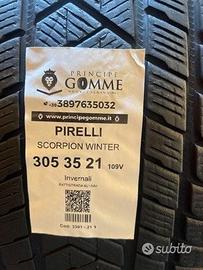 PRINCIPE
GOMME
+39 3897635032
www.principegomme.it
PIRELLI
SCORPION WINTER
305 35 21 109V
Invernali
subito